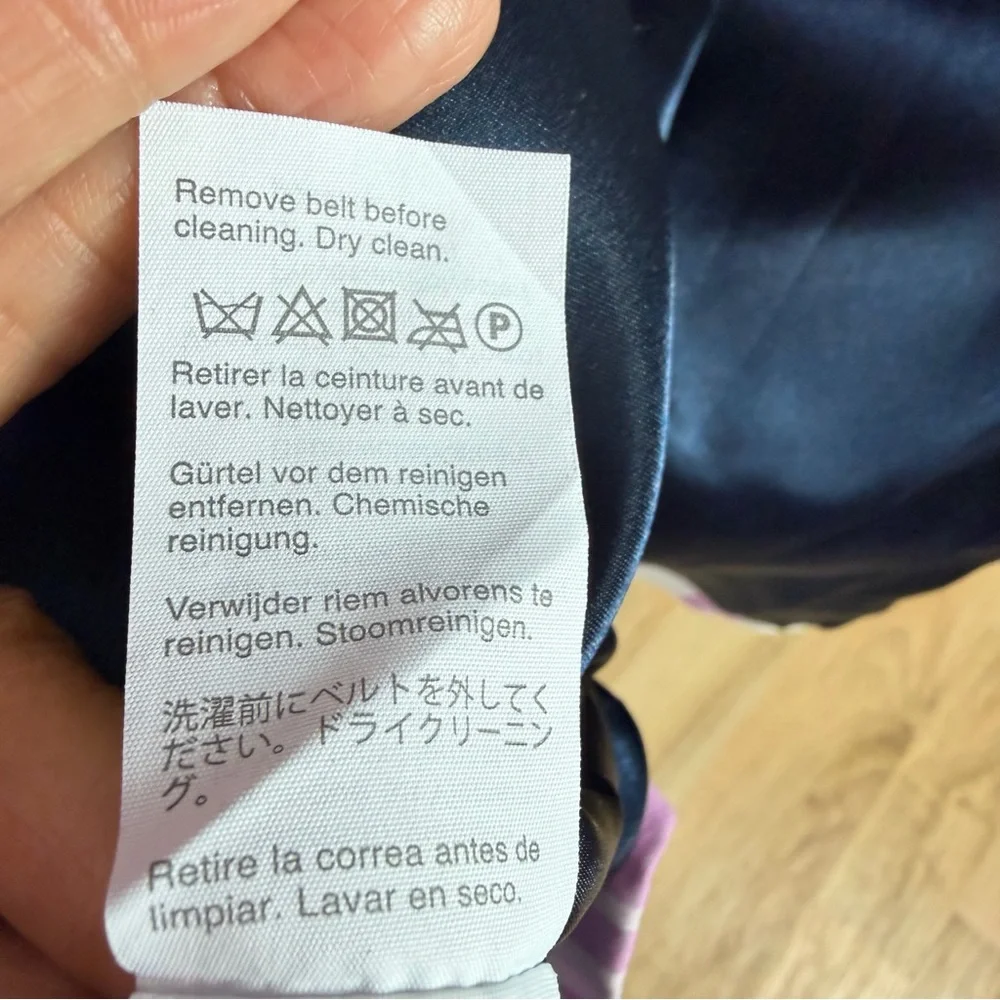 Remove belt before
cleaning. Dry clean.
P
Retirer la ceinture avant de
laver. Nettoyer à sec.
Gürtel vor dem reinigen
entfernen. Chemische
reinigung.
Verwijder riem alvorens te
reinigen. Stoomreinigen.
洗濯前にベルトを外してく
ださい。ドライクリーニン
グ。
Retire la correa antes de
limpiar. Lavar en seco.